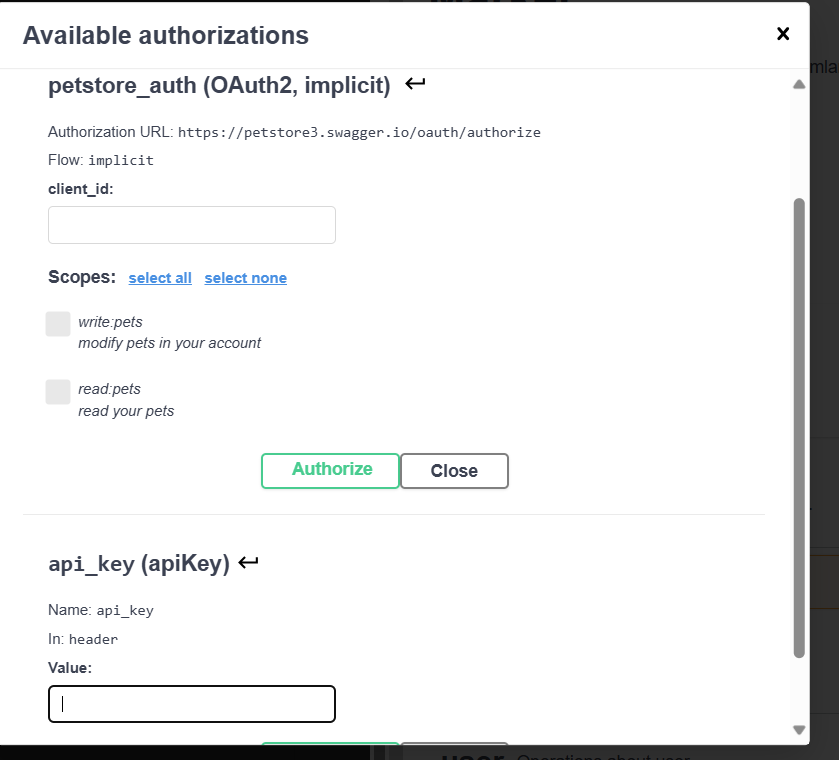 Available authorizations
petstore_auth (OAuth2, implicit)
Authorization URL: https://petstore3.swagger.io/oauth/authorize
Flow: implicit
client_id:
Scopes: select all select none
write:pets
modify pets in your account
read:pets
read your pets
Authorize Close
api_key (apiKey)
Name: api_key
In: header
Value: